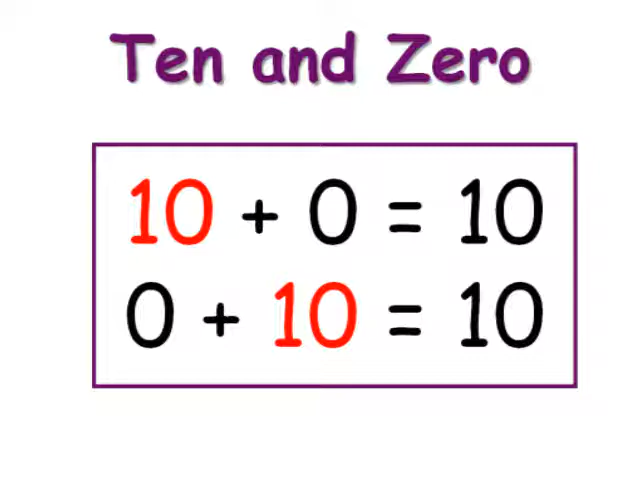 Ten and Zero
10 + 0 = 10
0 + 10 = 10